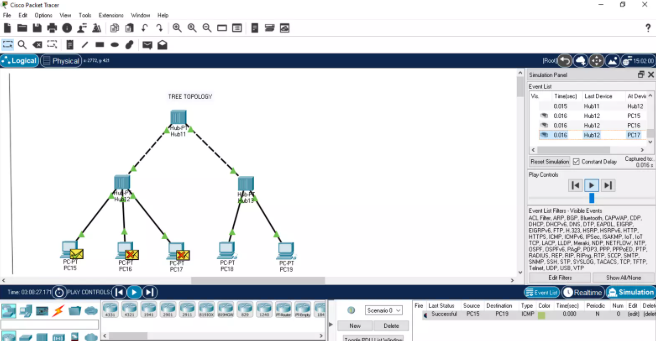 Cisco Packet Tracer
File Edit Options View Tools Extensions Window Help
Logical Physical x: 2772, y: 421 [Root] 15:02:00
TREE TOPOLOGY
Hub-PT
Hub11
Hub-PT
Hub12
Hub-PT
Hub13
PC-PT
PC15
PC-PT
PC16
PC-PT
PC17
PC-PT
PC18
PC-PT
PC19
Simulation Panel
Event List
Vis. Time(sec) Last Device At Devic
0.015 Hub11 Hub12
0.016 Hub12 PC15
0.016 Hub12 PC16
0.016 Hub12 PC17
Reset Simulation Constant Delay Captured to:
0.016 s
Play Controls
Event List Filters - Visible Events
ACL Filter, ARP, BGP, Bluetooth, CAPWAP, CDP,
DHCP, DHCPv6, DNS, DTP, EAPOL, EIGRP,
EIGRPv6, FTP, H.323, HSRP, HSRPv6, HTTP,
HTTPS, ICMP, ICMPv6, IPSec, ISAKMP, IoT, IoT
TCP, LACP, LLDP, Meraki, NDP, NETFLOW, NTP,
OSPF, OSPFv6, PAgP, POP3, PPP, PPPoED, PTP,
RADIUS, REP, RIP, RIPng, RTP, SCCP, SMTP,
SNMP, SSH, STP, SYSLOG, TACACS, TCP, TFTP,
Telnet, UDP, USB, VTP
Edit Filters Show All/None
Time: 03:00:27.171 PLAY CONTROLS: Event List Realtime Simulation
Scenario 0
New Delete
Toggle PDU List Window
Fire Last Status Source Destination Type Color Time(sec) Periodic Num Edit Delete
Successful PC15 PC19 ICMP 0.000 N 0 (edit) (delet